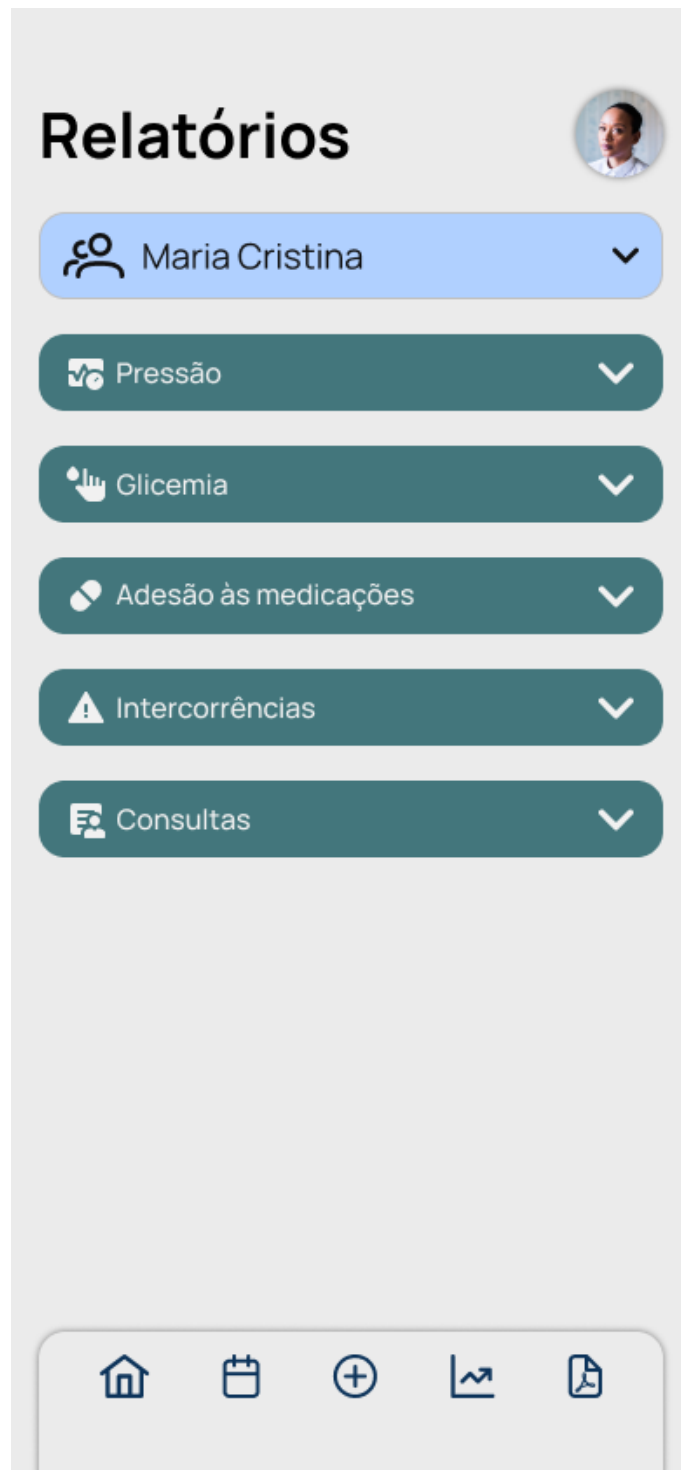 Relatórios
Maria Cristina
Pressão
Glicemia
Adesão às medicações
Intercorrências
Consultas